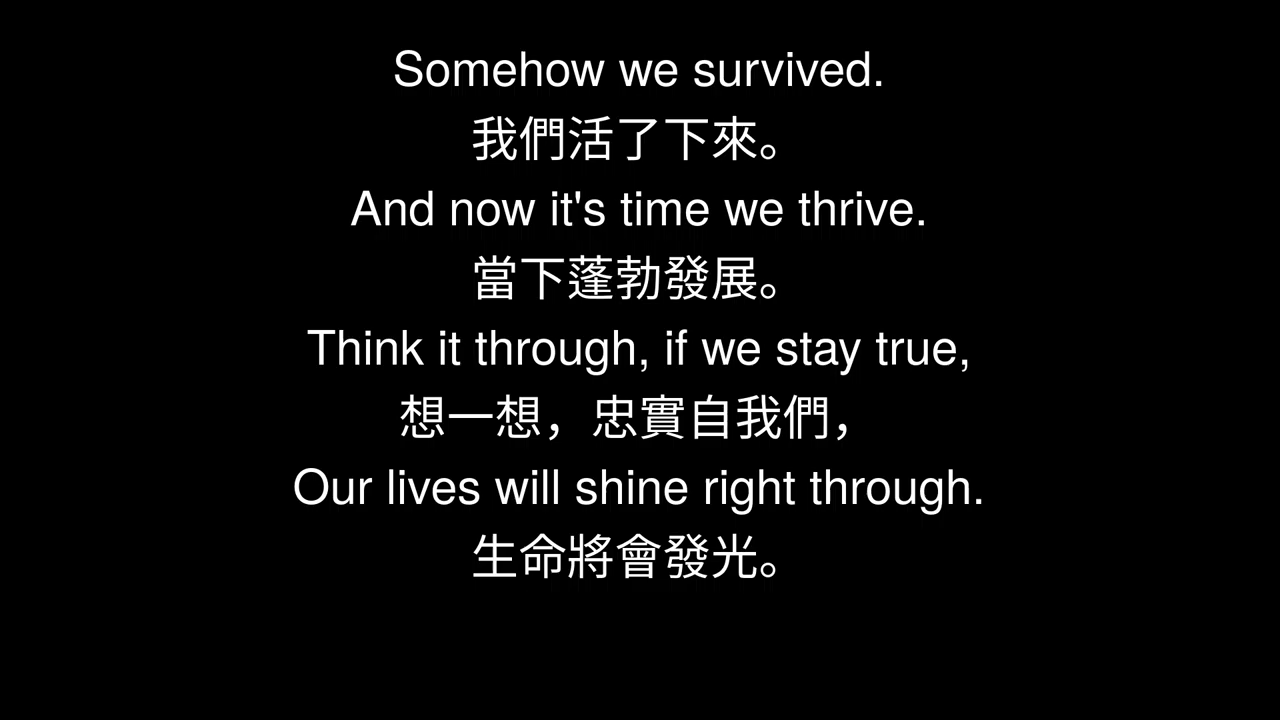 Somehow we survived.
我們活了下來。
And now it's time we thrive.
當下蓬勃發展。
Think it through, if we stay true,
想一想，忠實自我們，
Our lives will shine right through.
生命將會發光。